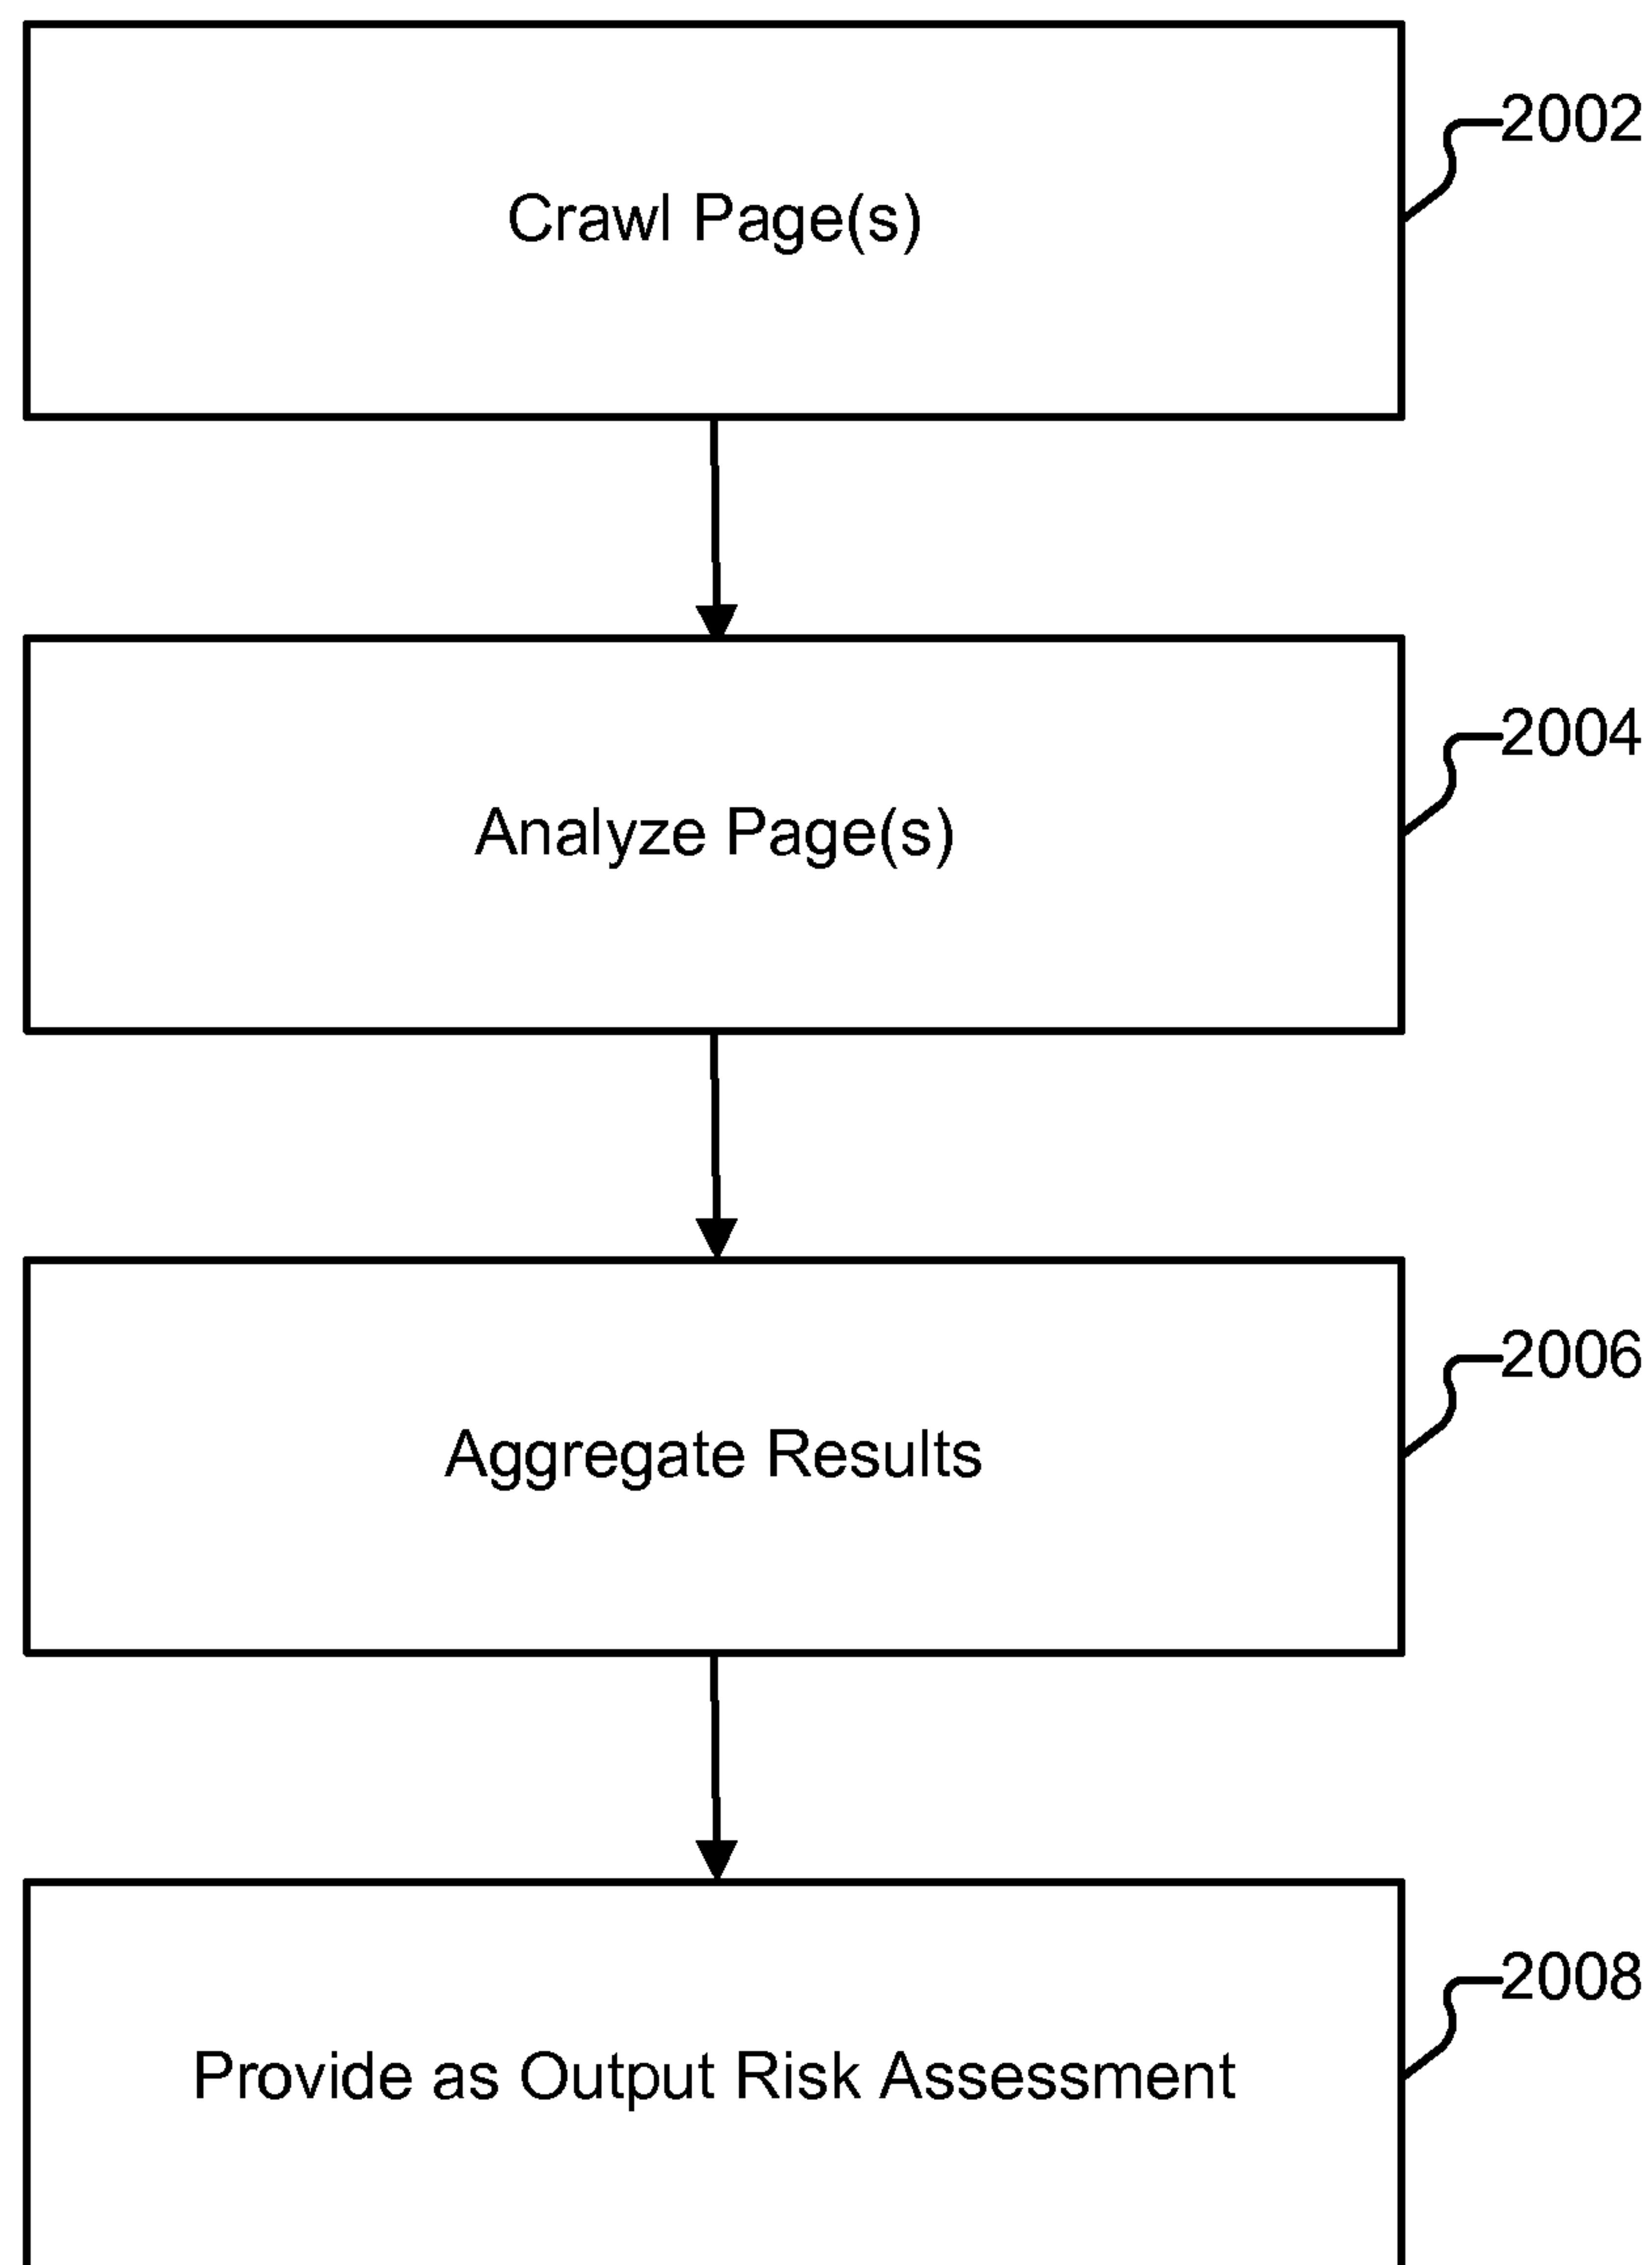 Crawl Page(s)
2002
Analyze Page(s)
2004
Aggregate Results
2006
Provide as Output Risk Assessment
2008